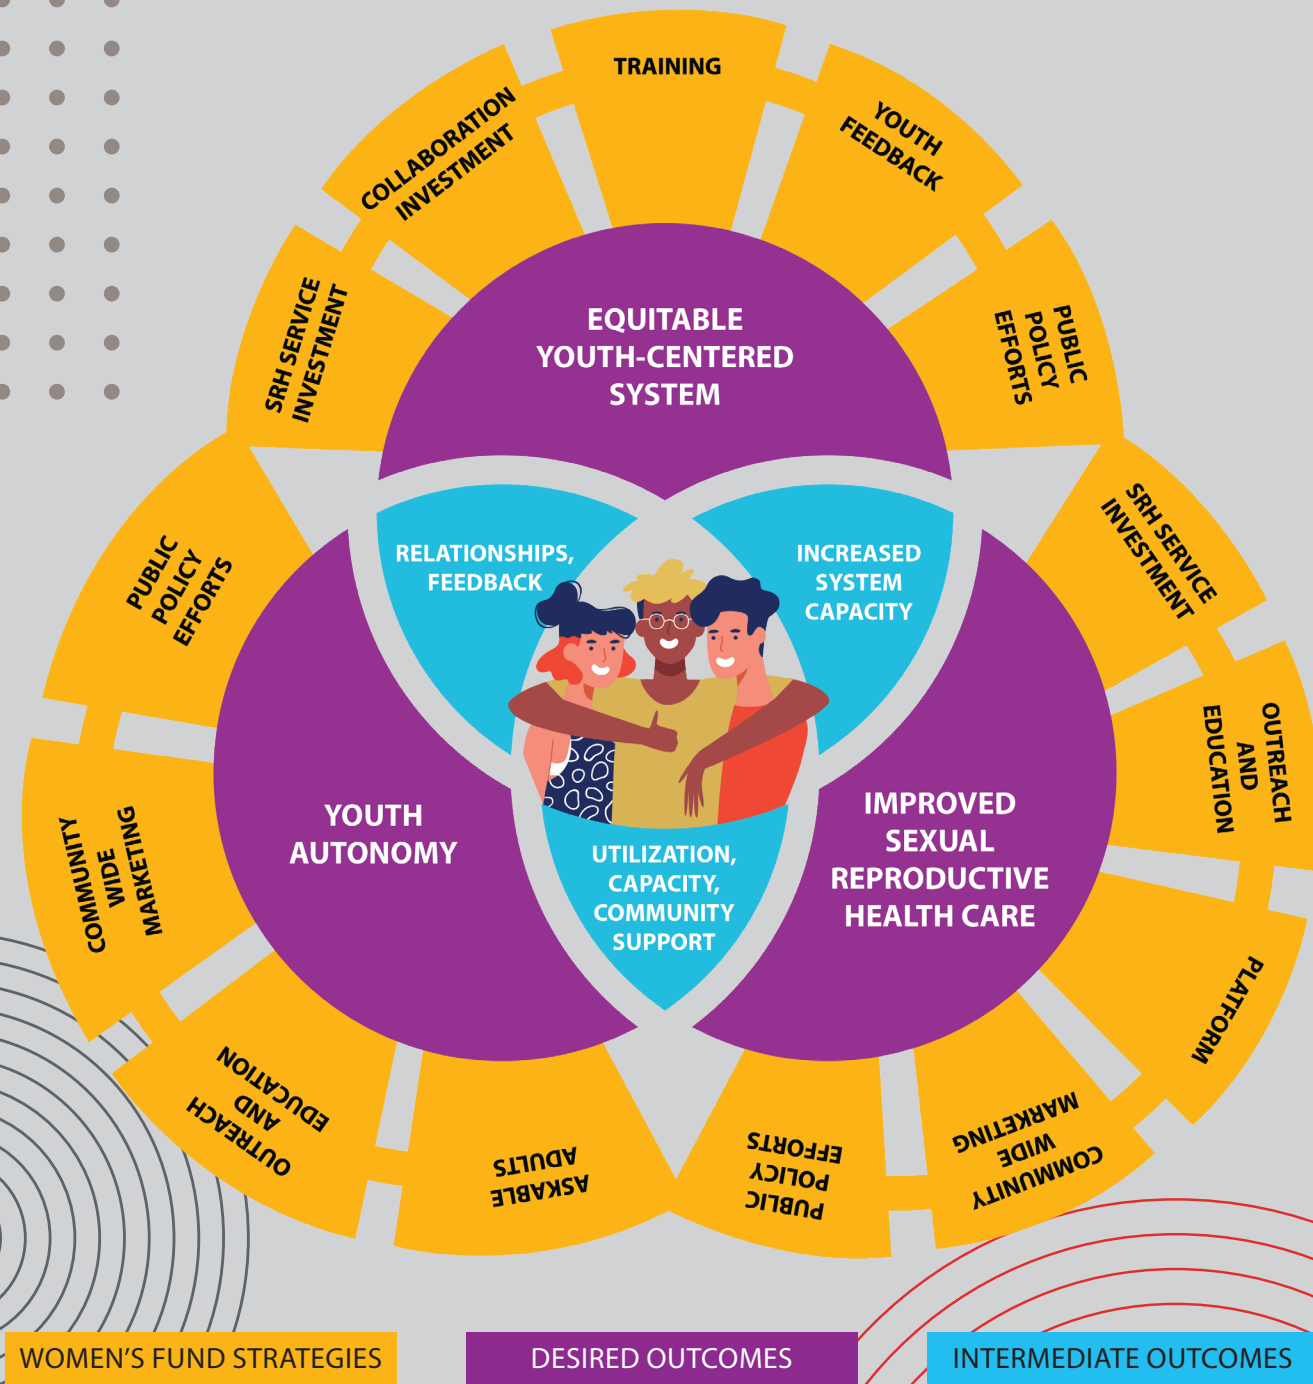 TRAINING
COLLABORATION
INVESTMENT
YOUTH
FEEDBACK
SRH SERVICE
INVESTMENT
PUBLIC
POLICY
EFFORTS
EQUITABLE
YOUTH-CENTERED
SYSTEM
PUBLIC
POLICY
EFFORTS
RELATIONSHIPS,
FEEDBACK
INCREASED
SYSTEM
CAPACITY
SRH SERVICE
INVESTMENT
OUTREACH
AND
EDUCATION
COMMUNITY
WIDE
MARKETING
YOUTH
AUTONOMY
UTILIZATION,
CAPACITY,
COMMUNITY
SUPPORT
IMPROVED
SEXUAL
REPRODUCTIVE
HEALTH CARE
PLATFORM
OUTREACH
AND
EDUCATION
ASKABLE
ADULTS
PUBLIC
POLICY
EFFORTS
COMMUNITY
WIDE
MARKETING
WOMEN'S FUND STRATEGIES
DESIRED OUTCOMES
INTERMEDIATE OUTCOMES